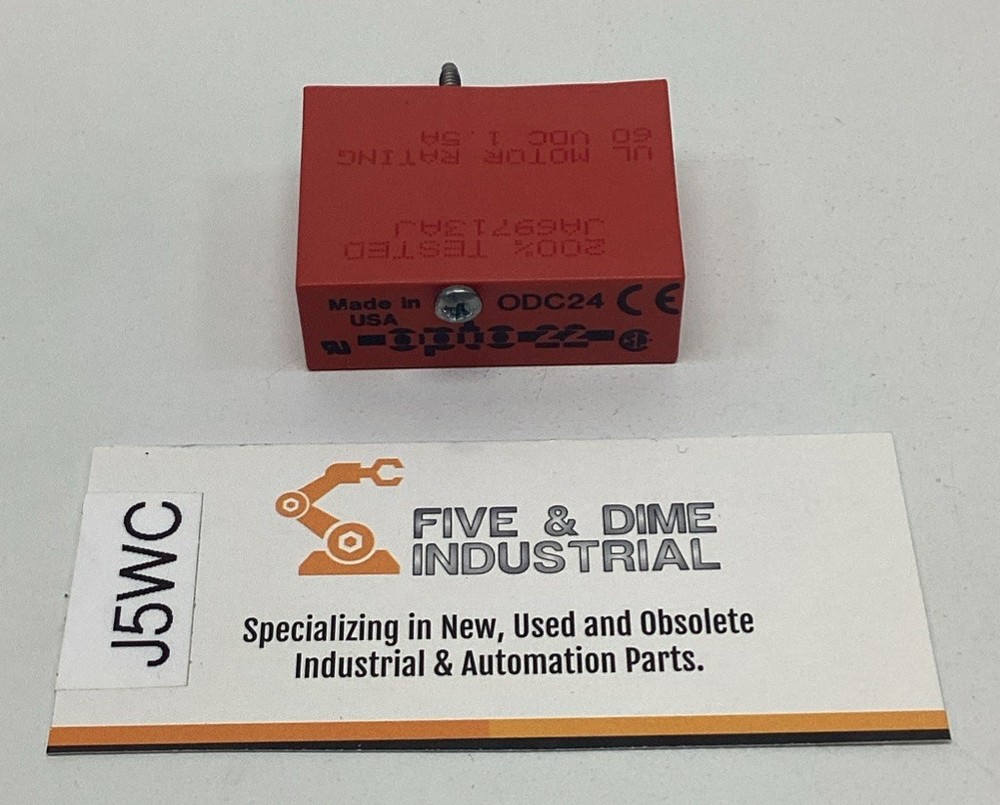 200% TESTED
JA69713AJ
UL MOTOR RATING
60 VDC 1.5A
Made in USA
ODC24 CE
opto 22
J5WC
FIVE & DIME
INDUSTRIAL
Specializing in New, Used and Obsolete
Industrial & Automation Parts.